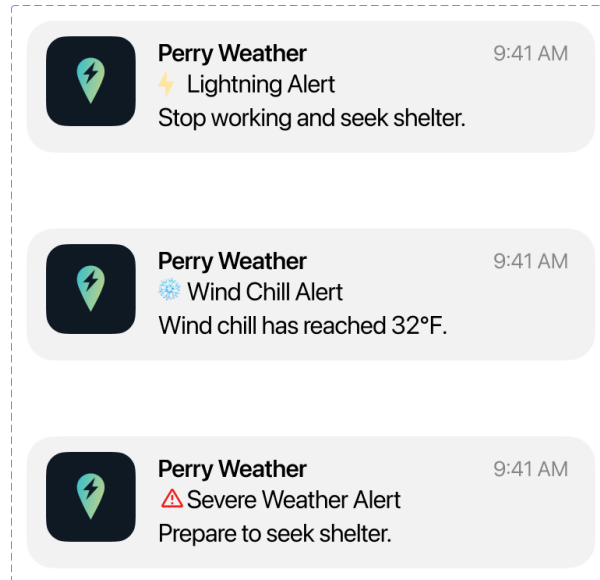 Perry Weather 9:41 AM
⚡ Lightning Alert
Stop working and seek shelter.
Perry Weather 9:41 AM
❄️ Wind Chill Alert
Wind chill has reached 32°F.
Perry Weather 9:41 AM
⚠ Severe Weather Alert
Prepare to seek shelter.